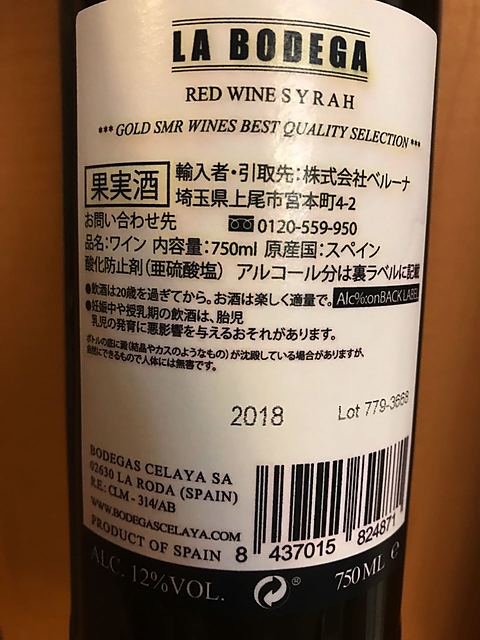 LA BODEGA
RED WINE SYRAH
*** GOLD SMR WINES BEST QUALITY SELECTION ***
果実酒
輸入者・引取先:株式会社ベルーナ
埼玉県上尾市宮本町4-2
お問い合わせ先 0120-559-950
品名:ワイン 内容量:750ml 原産国:スペイン
酸化防止剤(亜硫酸塩) アルコール分は裏ラベルに記載
●飲酒は20歳を過ぎてから。お酒は楽しく適量で。 Alc%:onBACK LABEL
●妊娠中や授乳期の飲酒は、胎児
乳児の発育に悪影響を与えるおそれがあります。
ボトルの底に澱(結晶やカスのようなもの)が沈殿している場合がありますが、
自然にできるもので人体には無害です。
2018
Lot 779-3668
BODEGAS CELAYA SA
02630 LA RODA (SPAIN)
R.E.: CLM - 314/AB
WWW.BODEGASCELAYA.COM
PRODUCT OF SPAIN
8 437015 824871
ALC. 12%VOL.
®
750 ML e